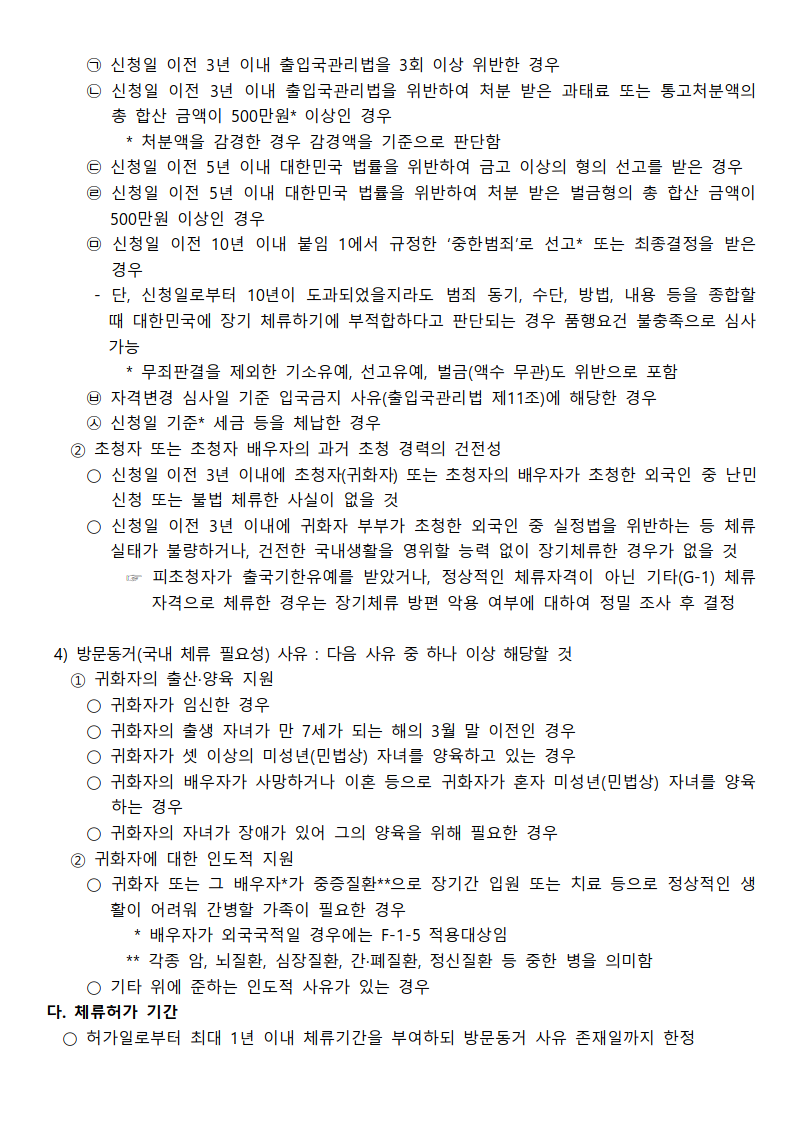 ㉠ 신청일 이전 3년 이내 출입국관리법을 3회 이상 위반한 경우
㉡ 신청일 이전 3년 이내 출입국관리법을 위반하여 처분 받은 과태료 또는 통고처분액의
총 합산 금액이 500만원* 이상인 경우
* 처분액을 감경한 경우 감경액을 기준으로 판단함
㉢ 신청일 이전 5년 이내 대한민국 법률을 위반하여 금고 이상의 형의 선고를 받은 경우
㉣ 신청일 이전 5년 이내 대한민국 법률을 위반하여 처분 받은 벌금형의 총 합산 금액이
500만원 이상인 경우
㉤ 신청일 이전 10년 이내 붙임 1에서 규정한 ‘중한범죄’로 선고* 또는 최종결정을 받은
경우
- 단, 신청일로부터 10년이 도과되었을지라도 범죄 동기, 수단, 방법, 내용 등을 종합할
때 대한민국에 장기 체류하기에 부적합하다고 판단되는 경우 품행요건 불충족으로 심사
가능
* 무죄판결을 제외한 기소유예, 선고유예, 벌금(액수 무관)도 위반으로 포함
㉥ 자격변경 심사일 기준 입국금지 사유(출입국관리법 제11조)에 해당한 경우
㉦ 신청일 기준* 세금 등을 체납한 경우
② 초청자 또는 초청자 배우자의 과거 초청 경력의 건전성
○ 신청일 이전 3년 이내에 초청자(귀화자) 또는 초청자의 배우자가 초청한 외국인 중 난민
신청 또는 불법 체류한 사실이 없을 것
○ 신청일 이전 3년 이내에 귀화자 부부가 초청한 외국인 중 실정법을 위반하는 등 체류
실태가 불량하거나, 건전한 국내생활을 영위할 능력 없이 장기체류한 경우가 없을 것
☞ 피초청자가 출국기한유예를 받았거나, 정상적인 체류자격이 아닌 기타(G-1) 체류
자격으로 체류한 경우는 장기체류 방편 악용 여부에 대하여 정밀 조사 후 결정
4) 방문동거(국내 체류 필요성) 사유 : 다음 사유 중 하나 이상 해당할 것
① 귀화자의 출산·양육 지원
○ 귀화자가 임신한 경우
○ 귀화자의 출생 자녀가 만 7세가 되는 해의 3월 말 이전인 경우
○ 귀화자가 셋 이상의 미성년(민법상) 자녀를 양육하고 있는 경우
○ 귀화자의 배우자가 사망하거나 이혼 등으로 귀화자가 혼자 미성년(민법상) 자녀를 양육
하는 경우
○ 귀화자의 자녀가 장애가 있어 그의 양육을 위해 필요한 경우
② 귀화자에 대한 인도적 지원
○ 귀화자 또는 그 배우자*가 중증질환**으로 장기간 입원 또는 치료 등으로 정상적인 생
활이 어려워 간병할 가족이 필요한 경우
* 배우자가 외국국적일 경우에는 F-1-5 적용대상임
** 각종 암, 뇌질환, 심장질환, 간·폐질환, 정신질환 등 중한 병을 의미함
○ 기타 위에 준하는 인도적 사유가 있는 경우
다. 체류허가 기간
○ 허가일로부터 최대 1년 이내 체류기간을 부여하되 방문동거 사유 존재일까지 한정